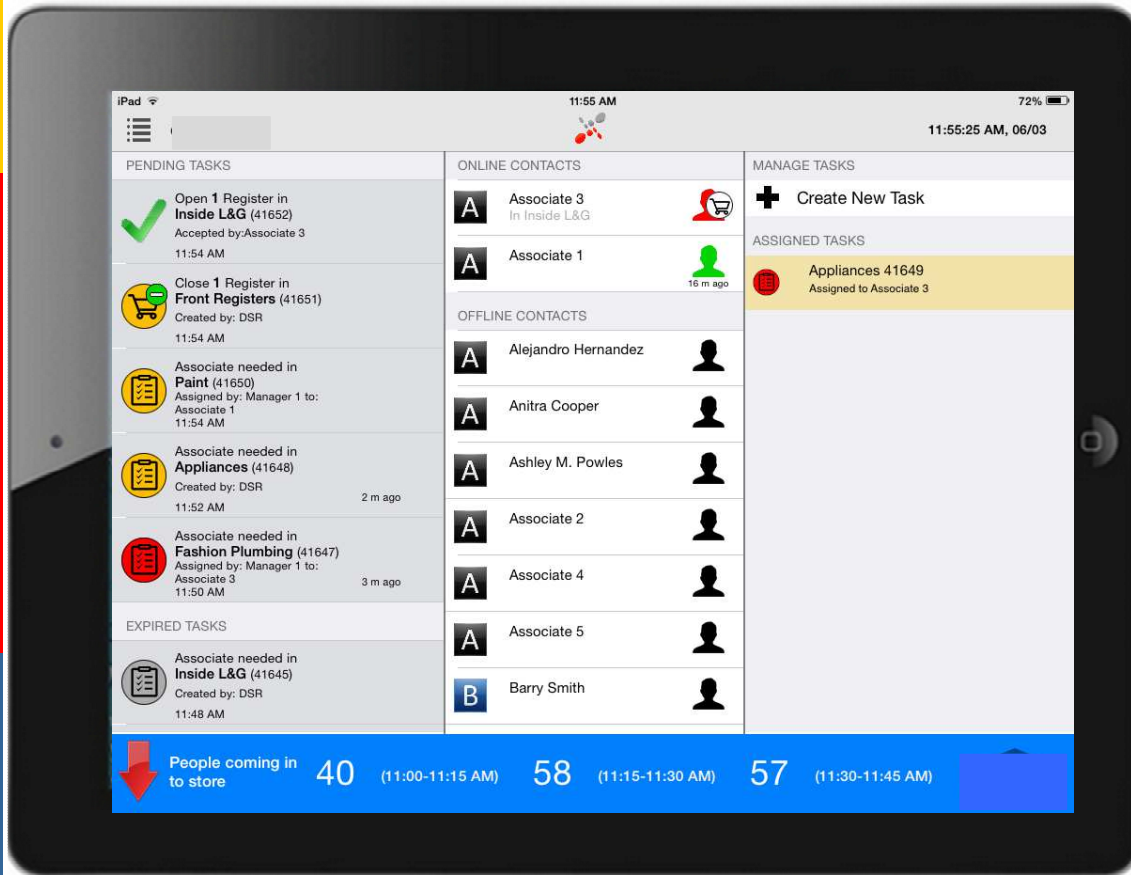 iPad
11:55 AM
72%
11:55:25 AM, 06/03
PENDING TASKS
Open 1 Register in
Inside L&G (41652)
Accepted by:Associate 3
11:54 AM
Close 1 Register in
Front Registers (41651)
Created by: DSR
11:54 AM
Associate needed in
Paint (41650)
Assigned by: Manager 1 to:
Associate 1
11:54 AM
Associate needed in
Appliances (41648)
Created by: DSR
2 m ago
11:52 AM
Associate needed in
Fashion Plumbing (41647)
Assigned by: Manager 1 to:
Associate 3
3 m ago
11:50 AM
EXPIRED TASKS
Associate needed in
Inside L&G (41645)
Created by: DSR
11:48 AM
ONLINE CONTACTS
A
Associate 3
In Inside L&G
A
Associate 1
16 m ago
OFFLINE CONTACTS
A
Alejandro Hernandez
A
Anitra Cooper
A
Ashley M. Powles
A
Associate 2
A
Associate 4
A
Associate 5
B
Barry Smith
MANAGE TASKS
Create New Task
ASSIGNED TASKS
Appliances 41649
Assigned to Associate 3
People coming in
to store
40 (11:00-11:15 AM) 58 (11:15-11:30 AM) 57 (11:30-11:45 AM)